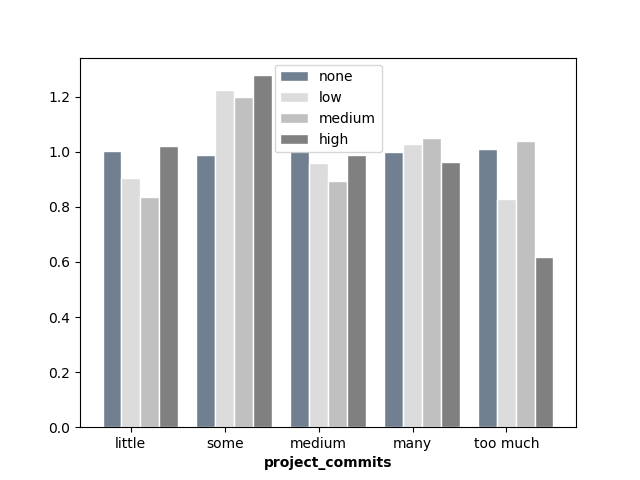 none
low
medium
high
1.2
1.0
0.8
0.6
0.4
0.2
0.0
little some medium many too much
project_commits